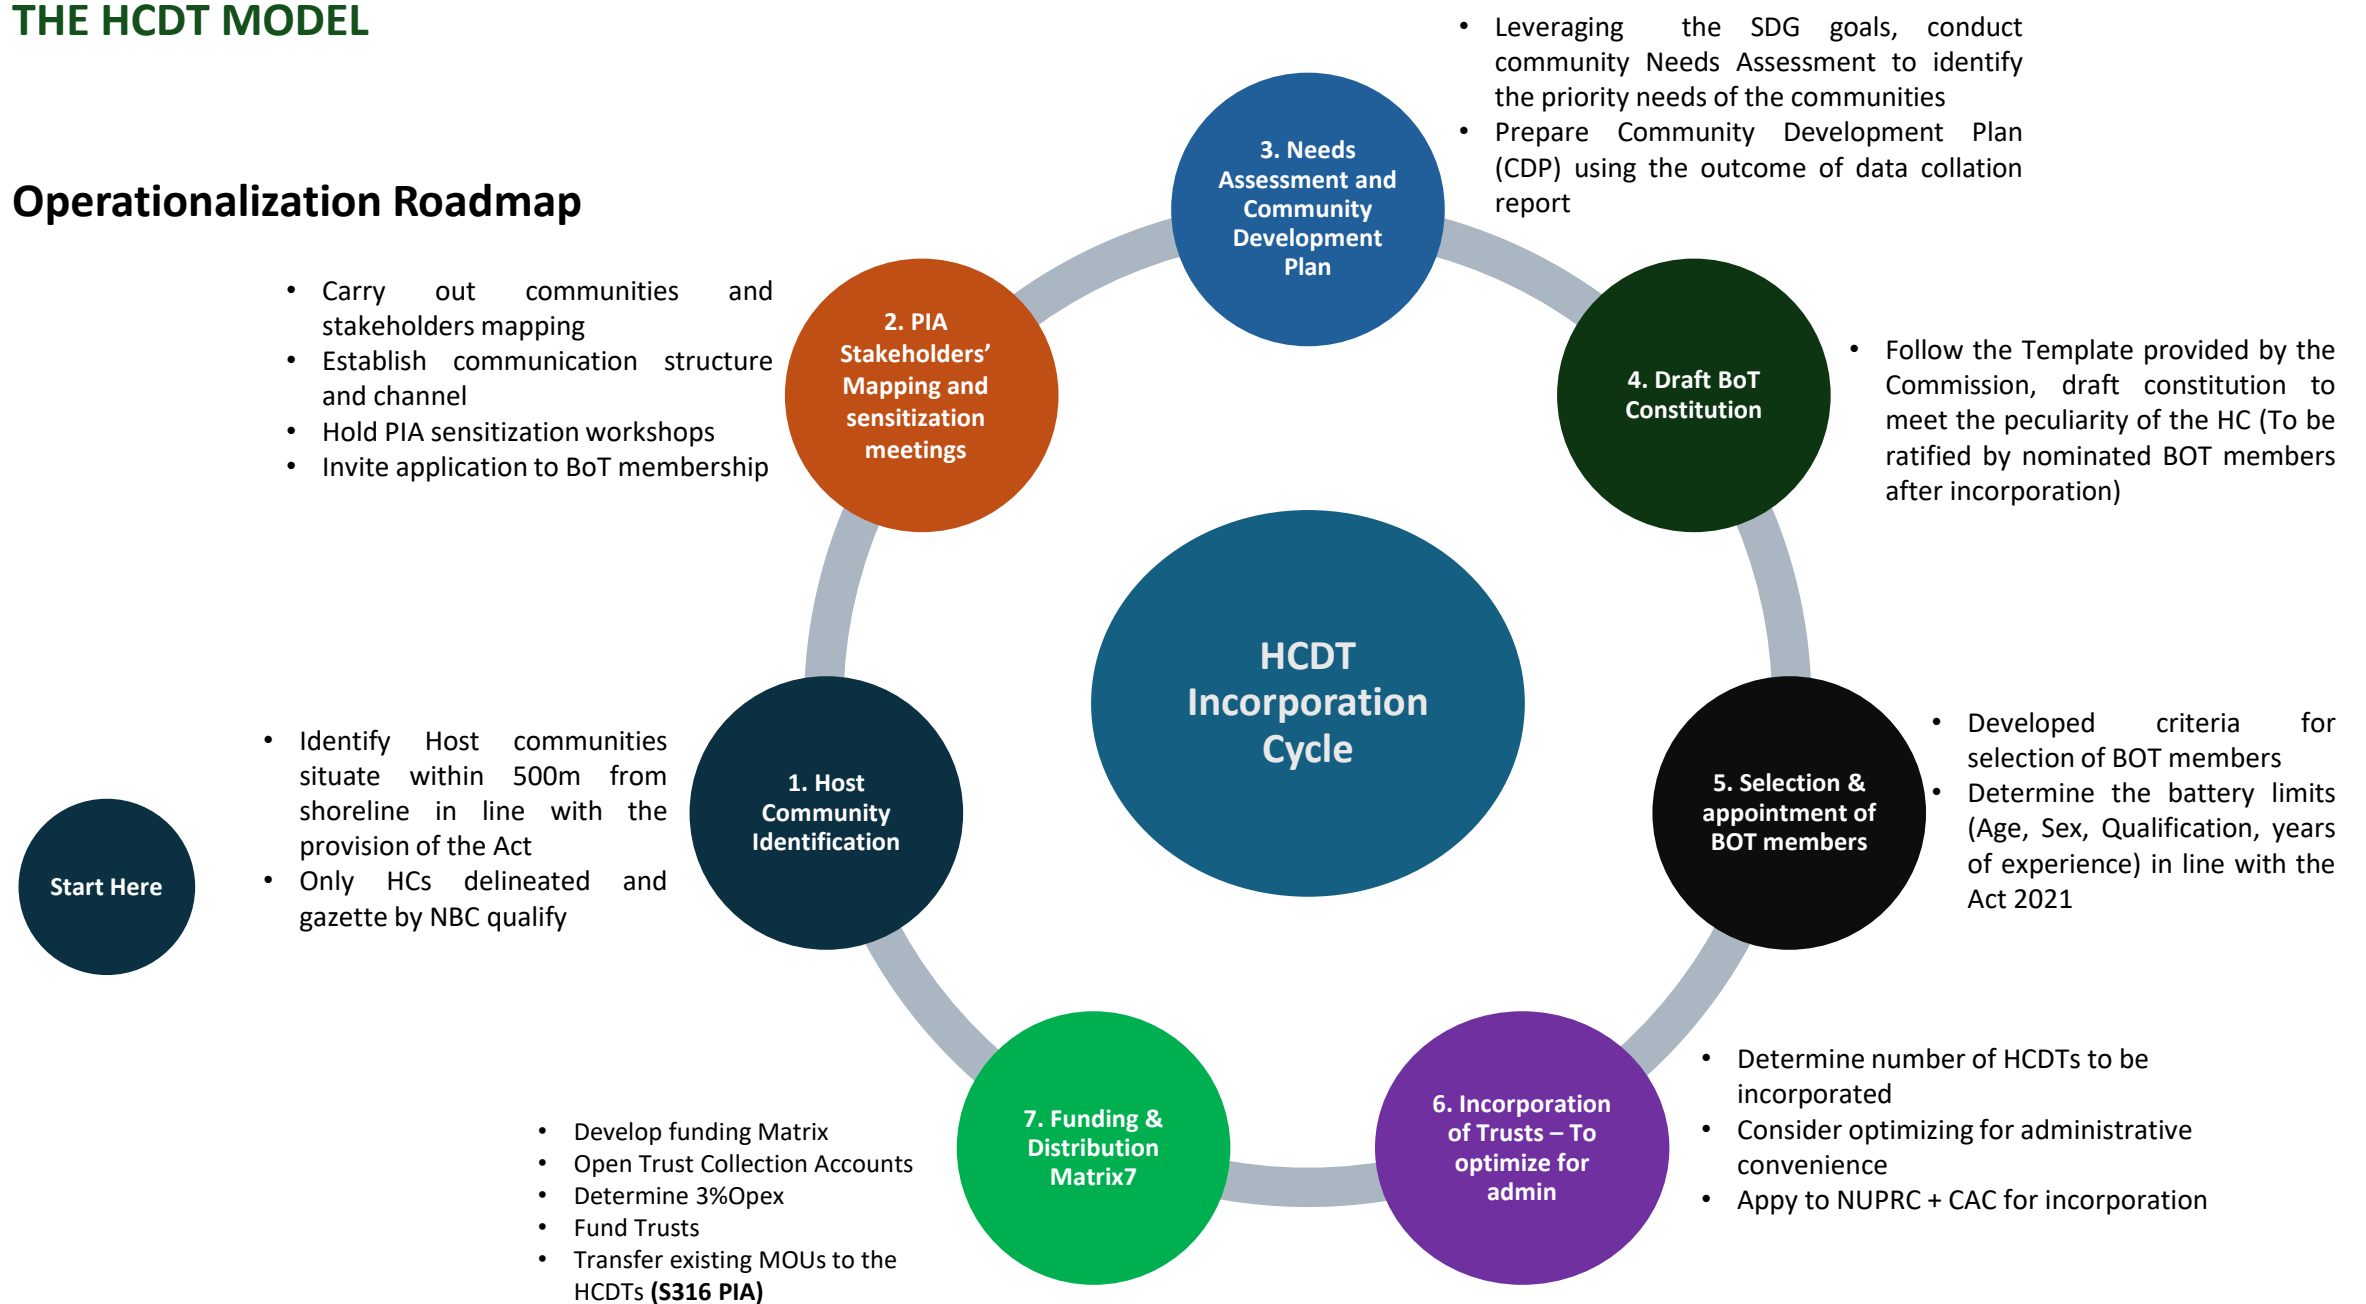 THE HCDT MODEL
Operationalization Roadmap
Start Here
• Identify Host communities
situate within 500m from
shoreline in line with the
provision of the Act
• Only HCs delineated and
gazette by NBC qualify
1. Host
Community
Identification
• Carry out communities and
stakeholders mapping
• Establish communication structure
and channel
• Hold PIA sensitization workshops
• Invite application to BoT membership
2. PIA
Stakeholders’
Mapping and
sensitization
meetings
3. Needs
Assessment and
Community
Development
Plan
• Leveraging the SDG goals, conduct
community Needs Assessment to identify
the priority needs of the communities
• Prepare Community Development Plan
(CDP) using the outcome of data collation
report
4. Draft BoT
Constitution
• Follow the Template provided by the
Commission, draft constitution to
meet the peculiarity of the HC (To be
ratified by nominated BOT members
after incorporation)
HCDT
Incorporation
Cycle
5. Selection &
appointment of
BOT members
• Developed criteria for
selection of BOT members
• Determine the battery limits
(Age, Sex, Qualification, years
of experience) in line with the
Act 2021
6. Incorporation
of Trusts – To
optimize for
admin
• Determine number of HCDTs to be
incorporated
• Consider optimizing for administrative
convenience
• Appy to NUPRC + CAC for incorporation
7. Funding &
Distribution
Matrix7
• Develop funding Matrix
• Open Trust Collection Accounts
• Determine 3%Opex
• Fund Trusts
• Transfer existing MOUs to the
HCDTs (S316 PIA)